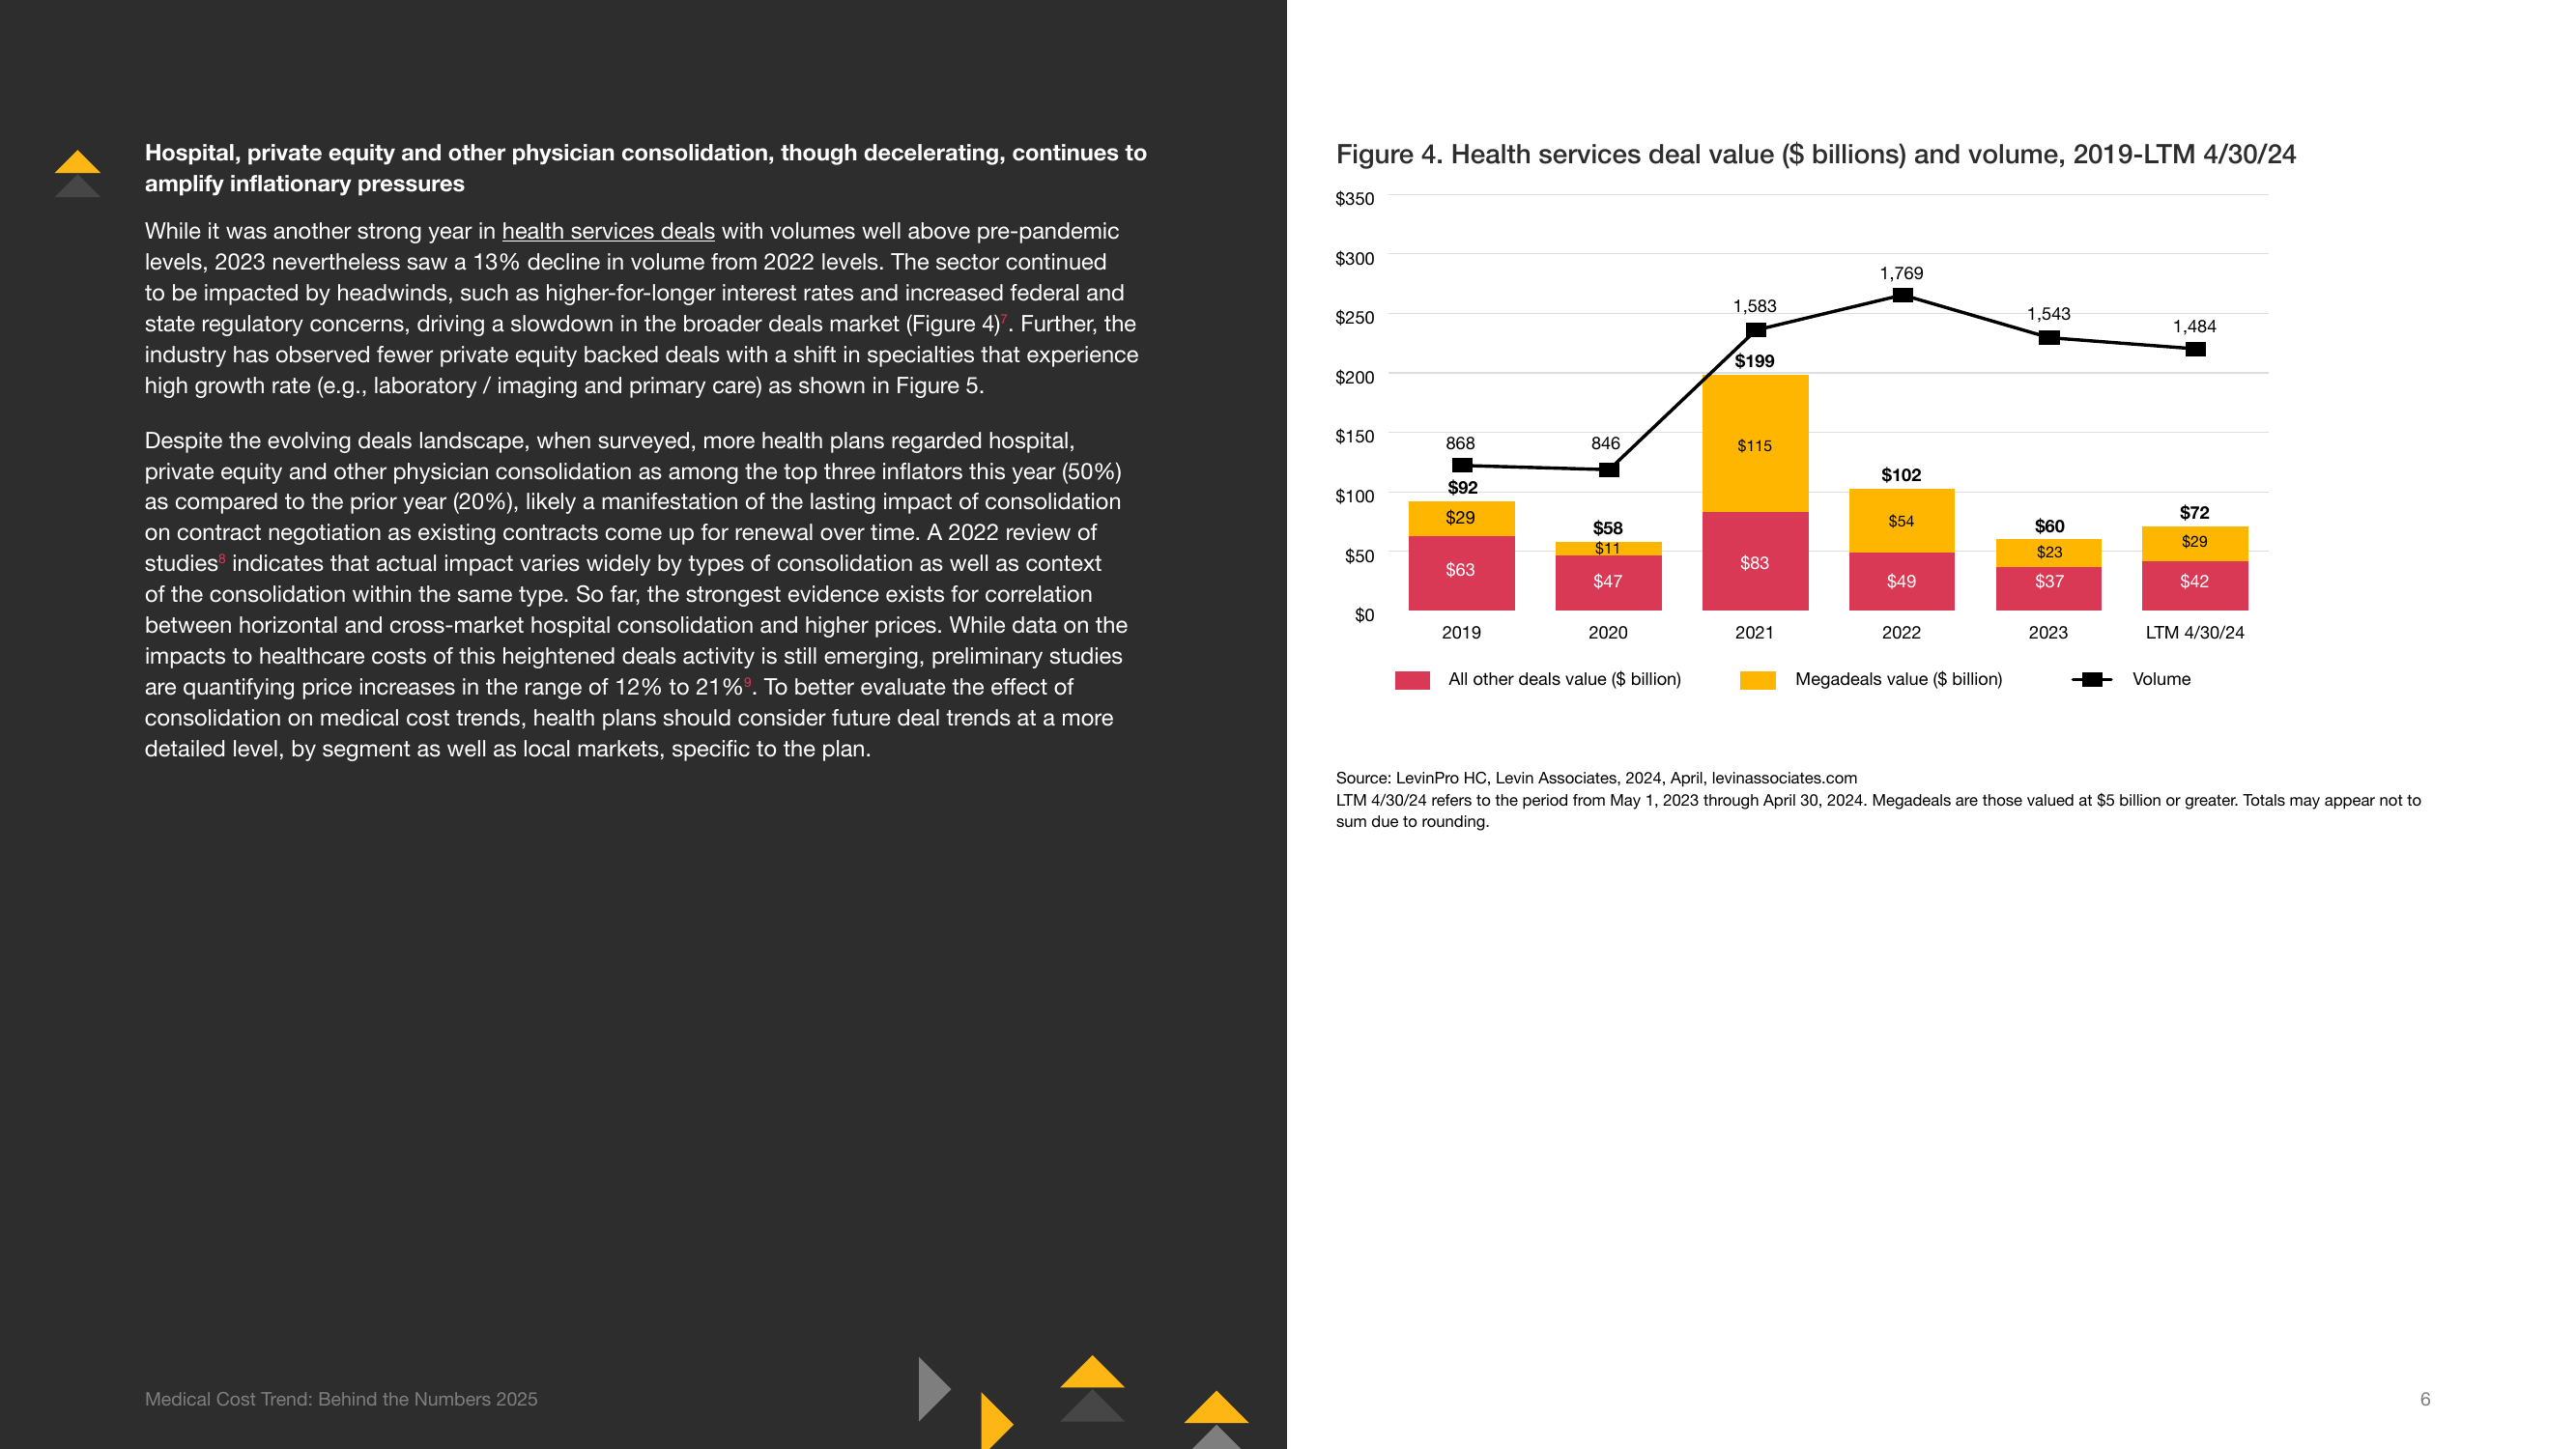 Hospital, private equity and other physician consolidation, though decelerating, continues to
amplify inflationary pressures
While it was another strong year in health services deals with volumes well above pre-pandemic
levels, 2023 nevertheless saw a 13% decline in volume from 2022 levels. The sector continued
to be impacted by headwinds, such as higher-for-longer interest rates and increased federal and
state regulatory concerns, driving a slowdown in the broader deals market (Figure 4)7. Further, the
industry has observed fewer private equity backed deals with a shift in specialties that experience
high growth rate (e.g., laboratory / imaging and primary care) as shown in Figure 5.
Despite the evolving deals landscape, when surveyed, more health plans regarded hospital,
private equity and other physician consolidation as among the top three inflators this year (50%)
as compared to the prior year (20%), likely a manifestation of the lasting impact of consolidation
on contract negotiation as existing contracts come up for renewal over time. A 2022 review of
studies8 indicates that actual impact varies widely by types of consolidation as well as context
of the consolidation within the same type. So far, the strongest evidence exists for correlation
between horizontal and cross-market hospital consolidation and higher prices. While data on the
impacts to healthcare costs of this heightened deals activity is still emerging, preliminary studies
are quantifying price increases in the range of 12% to 21%9. To better evaluate the effect of
consolidation on medical cost trends, health plans should consider future deal trends at a more
detailed level, by segment as well as local markets, specific to the plan.
Medical Cost Trend: Behind the Numbers 2025
Figure 4. Health services deal value ($ billions) and volume, 2019-LTM 4/30/24
$350
$300
$250
$200
$150
$100
$50
$0
868
846
1,583
1,769
1,543
1,484
$92
$58
$199
$102
$60
$72
$29
$11
$115
$54
$23
$29
$63
$47
$83
$49
$37
$42
2019
2020
2021
2022
2023
LTM 4/30/24
All other deals value ($ billion)
Megadeals value ($ billion)
Volume
Source: LevinPro HC, Levin Associates, 2024, April, levinassociates.com
LTM 4/30/24 refers to the period from May 1, 2023 through April 30, 2024. Megadeals are those valued at $5 billion or greater. Totals may appear not to
sum due to rounding.
6